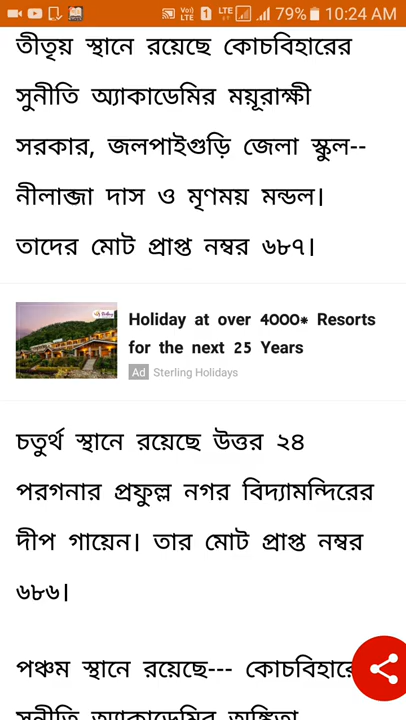 79% 10:24 AM
তীতৃয় স্থানে রয়েছে কোচবিহারের
সুনীতি অ্যাকাডেমির ময়ূরাক্ষী
সরকার, জলপাইগুড়ি জেলা স্কুল--
নীলাব্জা দাস ও মৃণময় মন্ডল।
তাদের মোট প্রাপ্ত নম্বর ৬৮৭।
Holiday at over 4000* Resorts
for the next 25 Years
Ad Sterling Holidays
চতুর্থ স্থানে রয়েছে উত্তর ২৪
পরগনার প্রফুল্ল নগর বিদ্যামন্দিরের
দীপ গায়েন। তার মোট প্রাপ্ত নম্বর
৬৮৬।
পঞ্চম স্থানে রয়েছে--- কোচবিহারে
সুনীতি অ্যাকাডেমির অঙ্কিতা